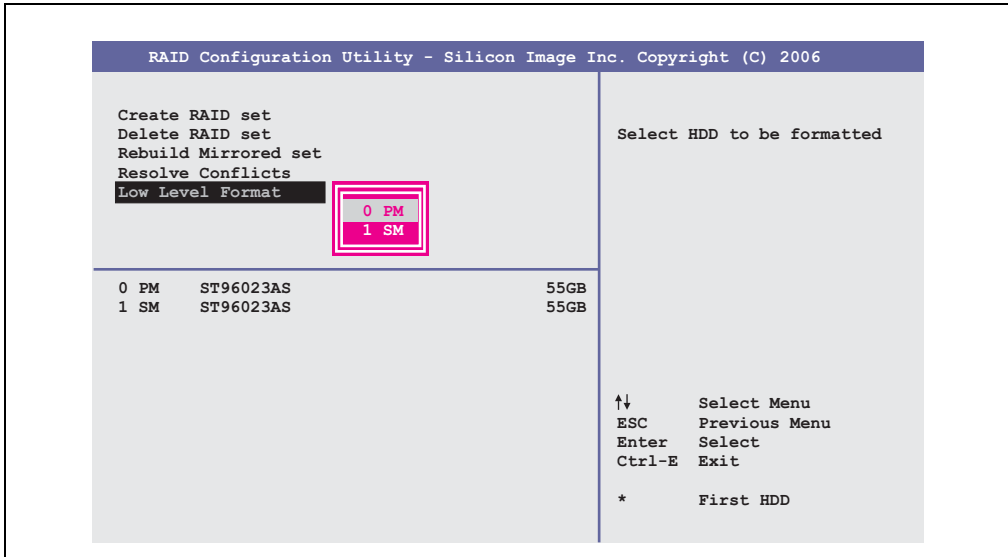 RAID Configuration Utility - Silicon Image Inc. Copyright (C) 2006
Create RAID set
Delete RAID set
Rebuild Mirrored set
Resolve Conflicts
Low Level Format
0 PM
1 SM
Select HDD to be formatted
0 PM ST96023AS 55GB
1 SM ST96023AS 55GB
↑↓ Select Menu
ESC Previous Menu
Enter Select
Ctrl-E Exit
* First HDD